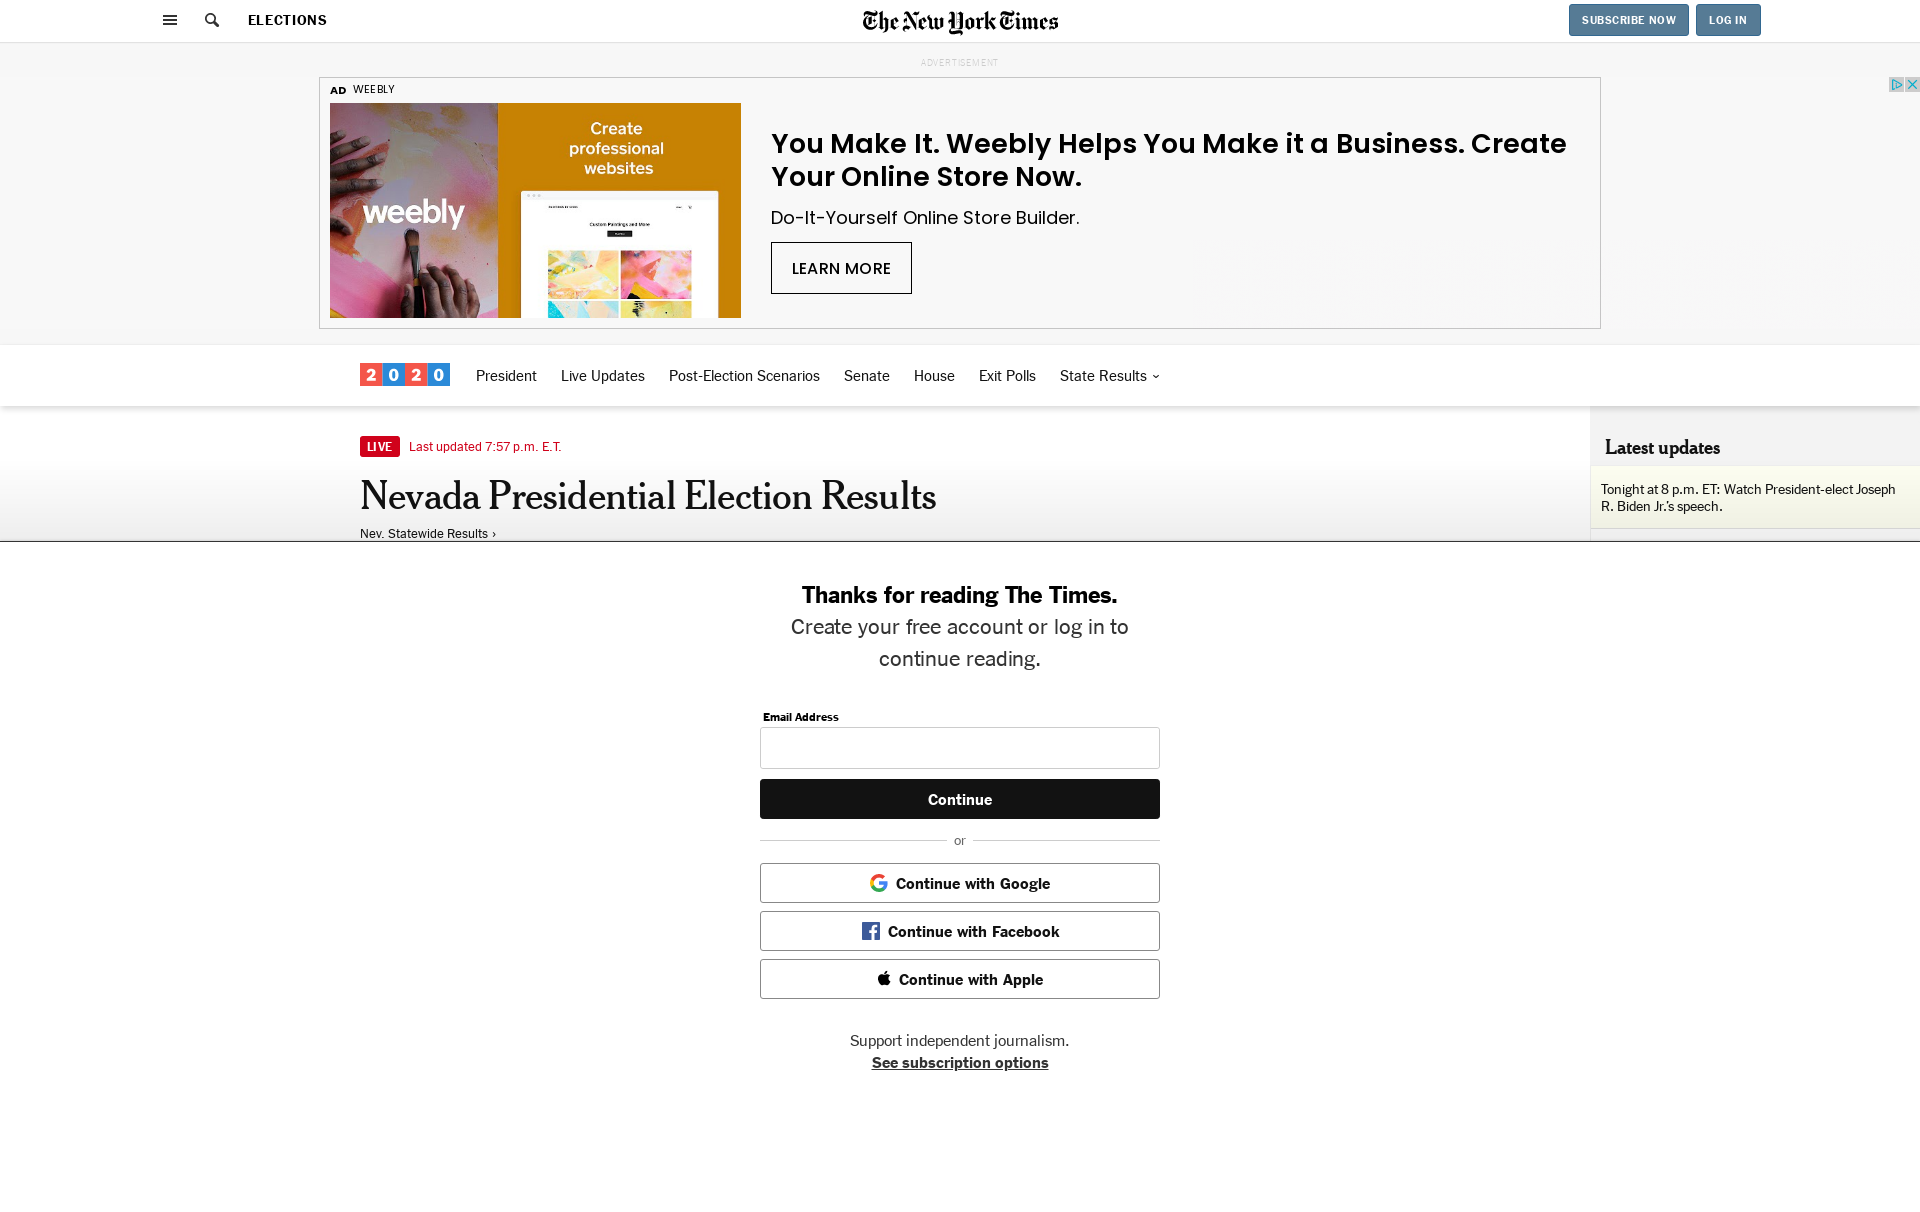 ELECTIONS
The New York Times
SUBSCRIBE NOW
LOG IN
ADVERTISEMENT
AD WEEBLY
Create
professional
websites
weebly
Custom Paintings and More
You Make It. Weebly Helps You Make it a Business. Create
Your Online Store Now.
Do-It-Yourself Online Store Builder.
LEARN MORE
2020
President
Live Updates
Post-Election Scenarios
Senate
House
Exit Polls
State Results
LIVE Last updated 7:57 p.m. E.T.
Nevada Presidential Election Results
Nev. Statewide Results ›
Latest updates
Tonight at 8 p.m. ET: Watch President-elect Joseph
R. Biden Jr.’s speech.
Thanks for reading The Times.
Create your free account or log in to
continue reading.
Email Address
Continue
or
Continue with Google
Continue with Facebook
Continue with Apple
Support independent journalism.
See subscription options